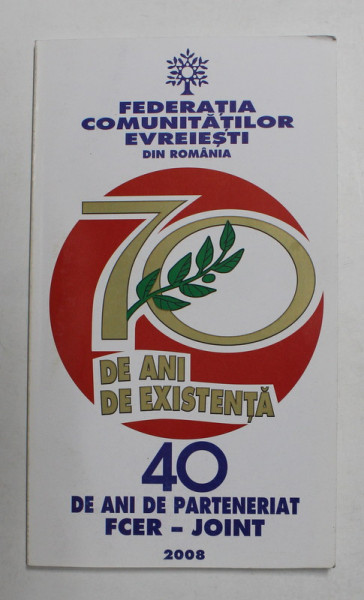 FEDERAȚIA
COMUNITĂȚILOR
EVREIEȘTI
DIN ROMÂNIA
70
DE ANI
DE EXISTENȚĂ
40
DE ANI DE PARTENERIAT
FCER – JOINT
2008